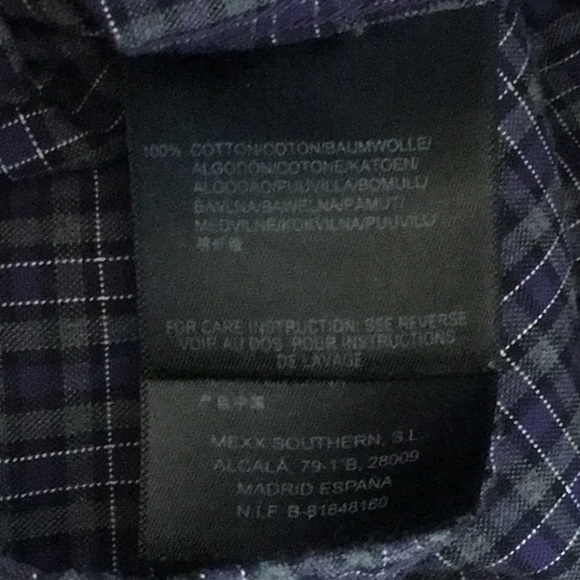 100% COTTON/COTON/BAUMWOLLE/
ALGODÓN/COTONE/KATOEN/
ALGODÃO/PUUVILLA/BOMULL/
BAVLNA/BAWEŁNA/PAMUT/
MEDVILNĖ/KOKVILNA/PUUVILL/
FOR CARE INSTRUCTION: SEE REVERSE
VOIR AU DOS POUR INSTRUCTIONS
DE LAVAGE
MEXX SOUTHERN, S.L
ALCALÁ, 79-1°B, 28009
MADRID ESPAÑA
N.I.F B-81848160